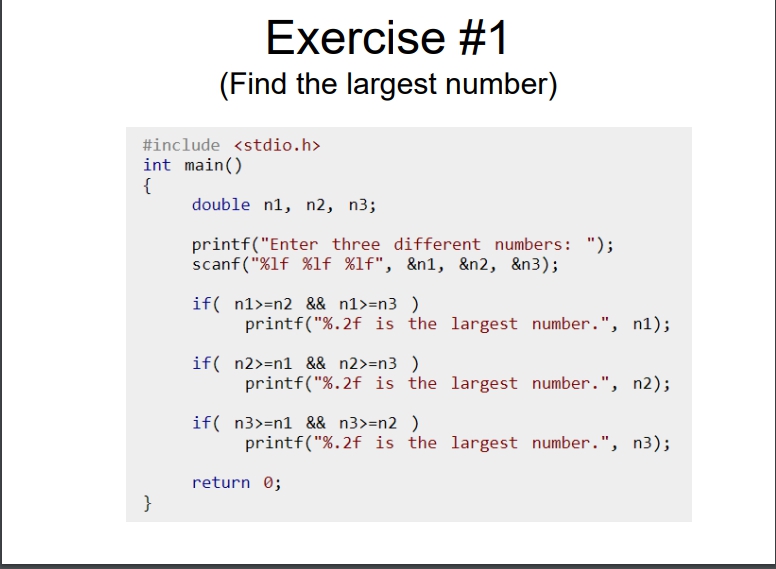 Exercise #1
(Find the largest number)
#include <stdio.h>
int main()
{
double n1, n2, n3;
printf("Enter three different numbers: ");
scanf("%lf %lf %lf", &n1, &n2, &n3);
if( n1>=n2 && n1>=n3 )
printf("%.2f is the largest number.", n1);
if( n2>=n1 && n2>=n3 )
printf("%.2f is the largest number.", n2);
if( n3>=n1 && n3>=n2 )
printf("%.2f is the largest number.", n3);
return 0;
}